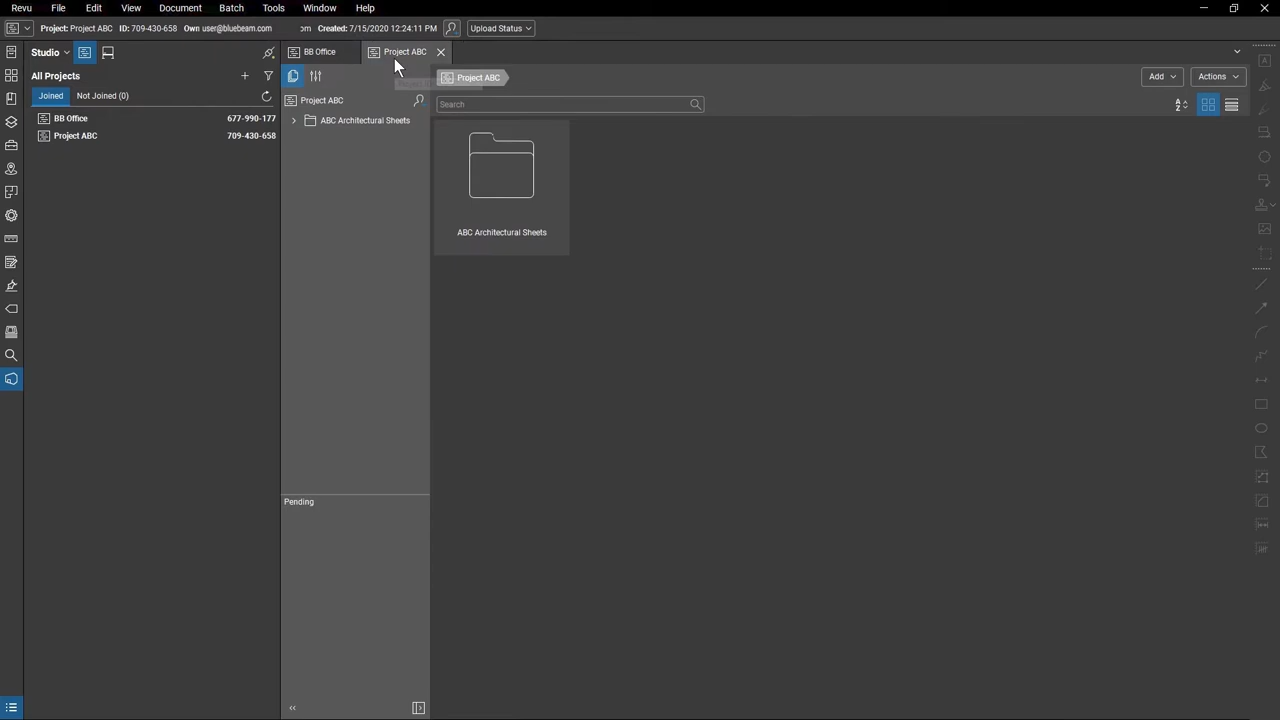 Revu File Edit View Document Batch Tools Window Help
Project: Project ABC ID: 709-430-658 Own user@bluebeam.com om Created: 7/15/2020 12:24:11 PM Upload Status
Studio
BB Office Project ABC
All Projects
Project ABC
Add Actions
Joined Not Joined (0)
Project ABC
Search
BB Office 677-990-177
ABC Architectural Sheets
Project ABC 709-430-658
ABC Architectural Sheets
Pending